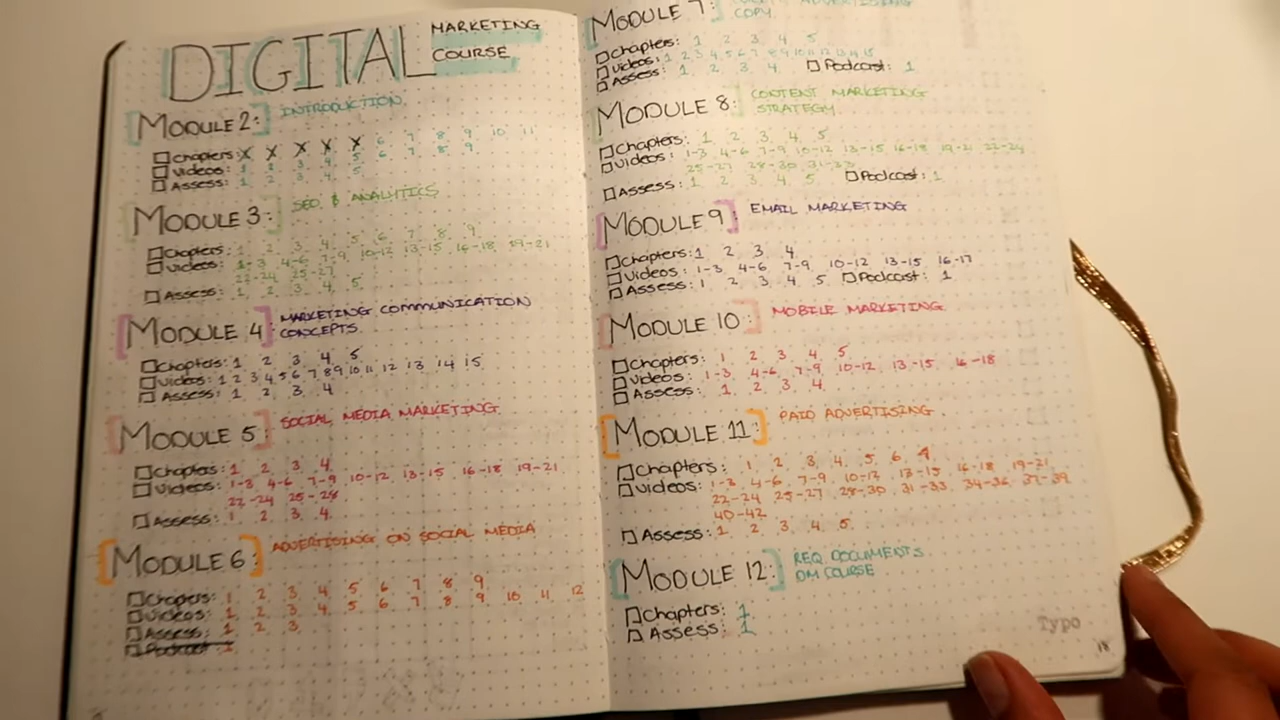 DIGITAL MARKETING
COURSE
MODULE 2: INTRODUCTION
Chapters: X X X X X 6 7 8 9 10 11
Videos: 1 2 3 4 5 6 7 8 9
Assess: 1 2 3 4 5
MODULE 3: SEO & ANALYTICS
Chapters: 1 2 3 4 5 6 7 8 9
Videos: 1-3 4-6 7-9 10-12 13-15 16-18 19-21
22-24 25-27
Assess: 1 2 3 4 5
MODULE 4: MARKETING COMMUNICATION
CONCEPTS
Chapters: 1 2 3 4 5
Videos: 1 2 3 4 5 6 7 8 9 10 11 12 13 14 15
Assess: 1 2 3 4
MODULE 5: SOCIAL MEDIA MARKETING
Chapters: 1 2 3 4
Videos: 1-3 4-6 7-9 10-12 13-15 16-18 19-21
22-24 25-28
Assess: 1 2 3 4
MODULE 6: ADVERTISING ON SOCIAL MEDIA
Chapers: 1 2 3 4 5 6 7 8 9
Videos: 1 2 3 4 5 6 7 8 9 10 11 12
Assess: 1 2 3
Podcast: 1
MODULE 7: ADVERTISING
COPY
Chapters: 1 2 3 4 5
Videos: 1 2 3 4 5 6 7 8 9 10 11 12 13 14 15
Assess: 1 2 3 4 Podcast: 1
MODULE 8: CONTENT MARKETING
STRATEGY
Chapters: 1 2 3 4 5
Videos: 1-3 4-6 7-9 10-12 13-15 16-18 19-21 22-24
25-27 28-30 31-33
Assess: 1 2 3 4 5 Podcast: 1
MODULE 9: EMAIL MARKETING
Chapters: 1 2 3 4
Videos: 1-3 4-6 7-9 10-12 13-15 16-17
Assess: 1 2 3 4 5 Podcast: 1
MODULE 10: MOBILE MARKETING
Chapters: 1 2 3 4 5
Videos: 1-3 4-6 7-9 10-12 13-15 16-18
Assess: 1 2 3 4
MODULE 11: PAID ADVERTISING
Chapters: 1 2 3 4 5 6 7
Videos: 1-3 4-6 7-9 10-12 13-15 16-18 19-21
22-24 25-27 28-30 31-33 34-36 37-39
40-42
Assess: 1 2 3 4 5
MODULE 12: REQ. DOCUMENTS
DM COURSE
Chapters: 1
Assess: 1
Typo
18